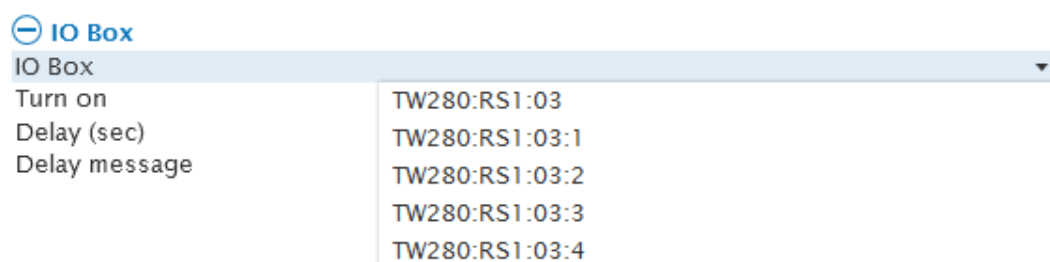 IO Box
IO Box
Turn on
TW280:RS1:03
Delay (sec)
TW280:RS1:03:1
Delay message
TW280:RS1:03:2
TW280:RS1:03:3
TW280:RS1:03:4